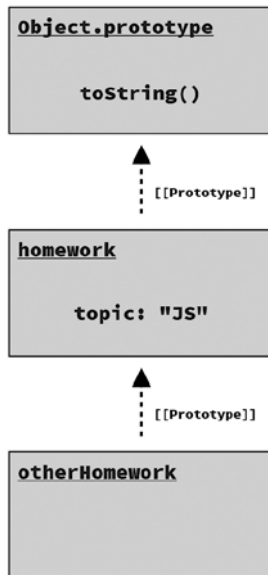 Object.prototype
toString()
[[Prototype]]
homework
topic: "JS"
[[Prototype]]
otherHomework